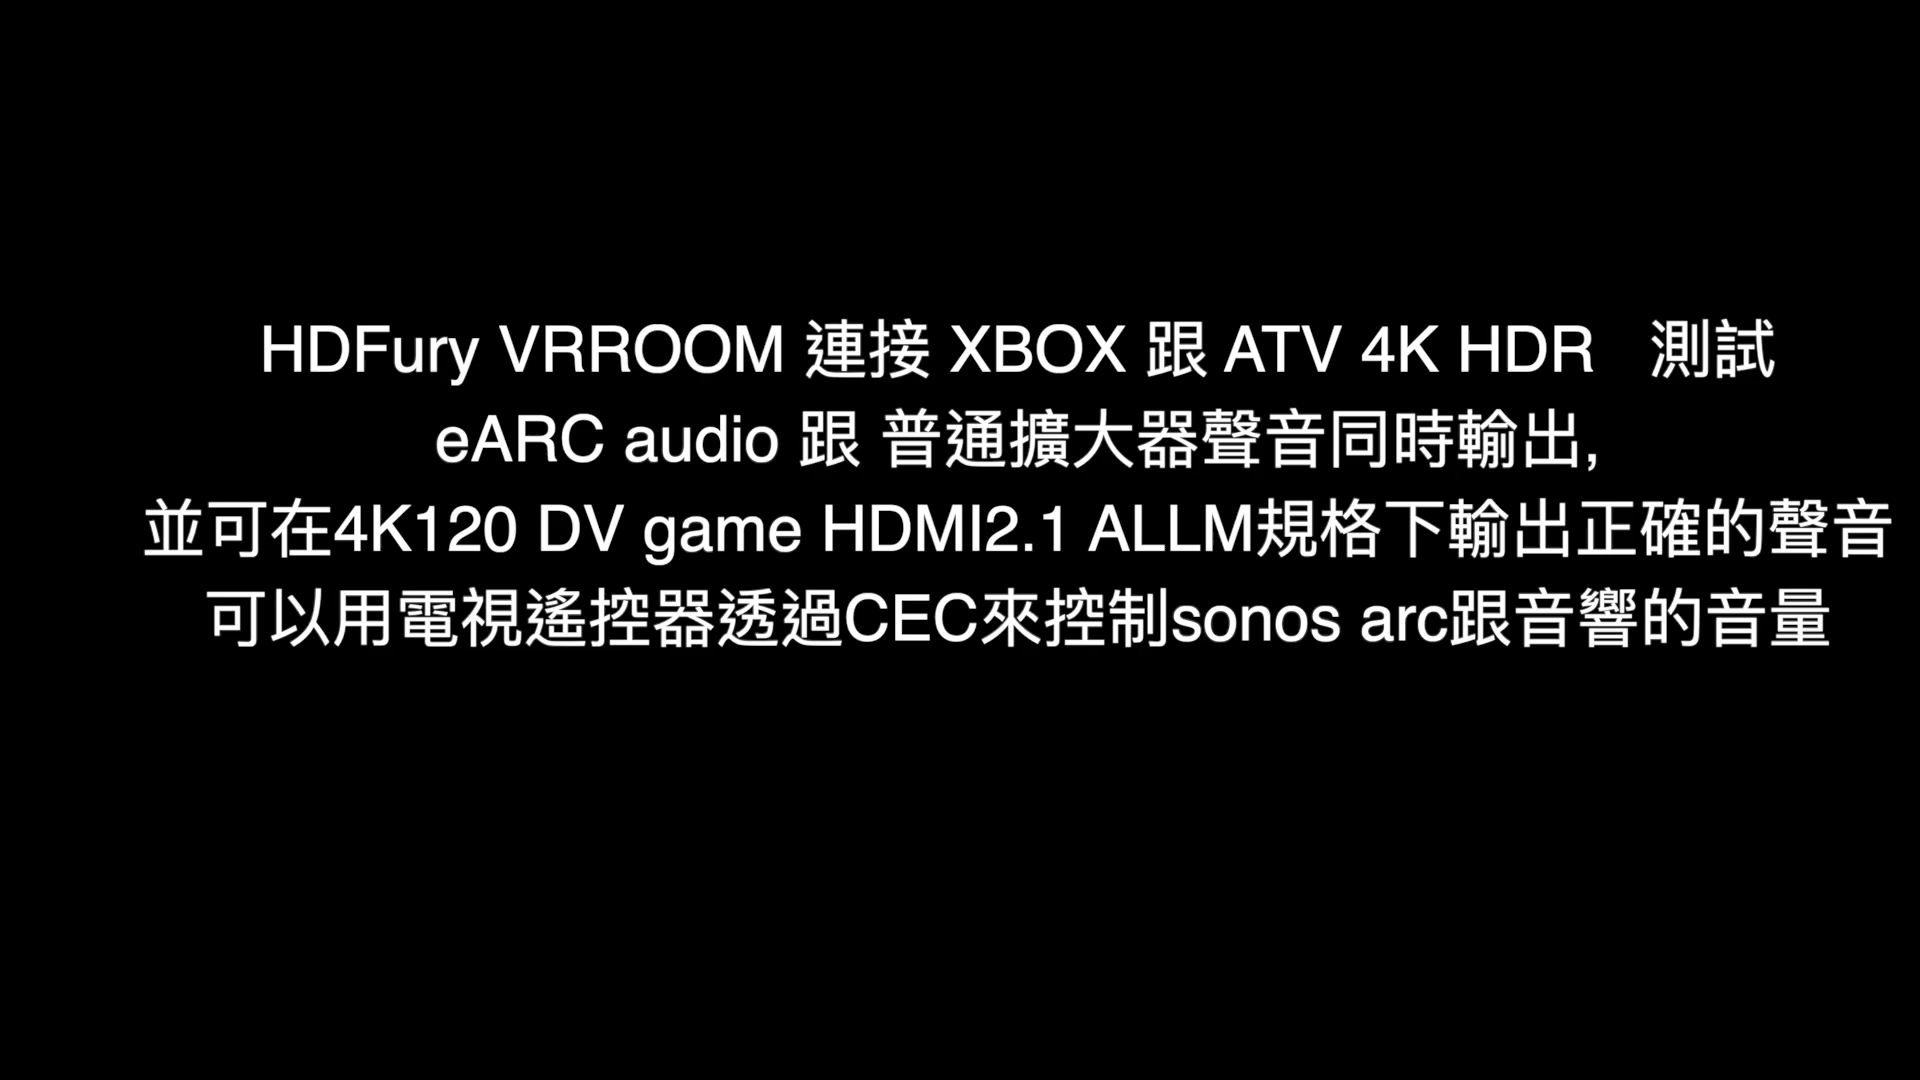 HDFury VRROOM 連接 XBOX 跟 ATV 4K HDR   測試
eARC audio 跟 普通擴大器聲音同時輸出,
並可在4K120 DV game HDMI2.1 ALLM規格下輸出正確的聲音
可以用電視遙控器透過CEC來控制sonos arc跟音響的音量